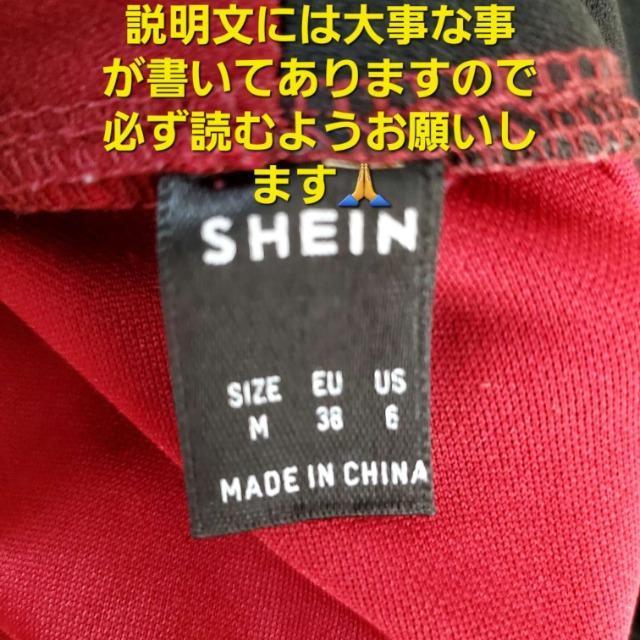 説明文には大事な事
が書いてありますので
必ず読むようお願いし
ます🙏
SHEIN
SIZE EU US
M 38 6
MADE IN CHINA